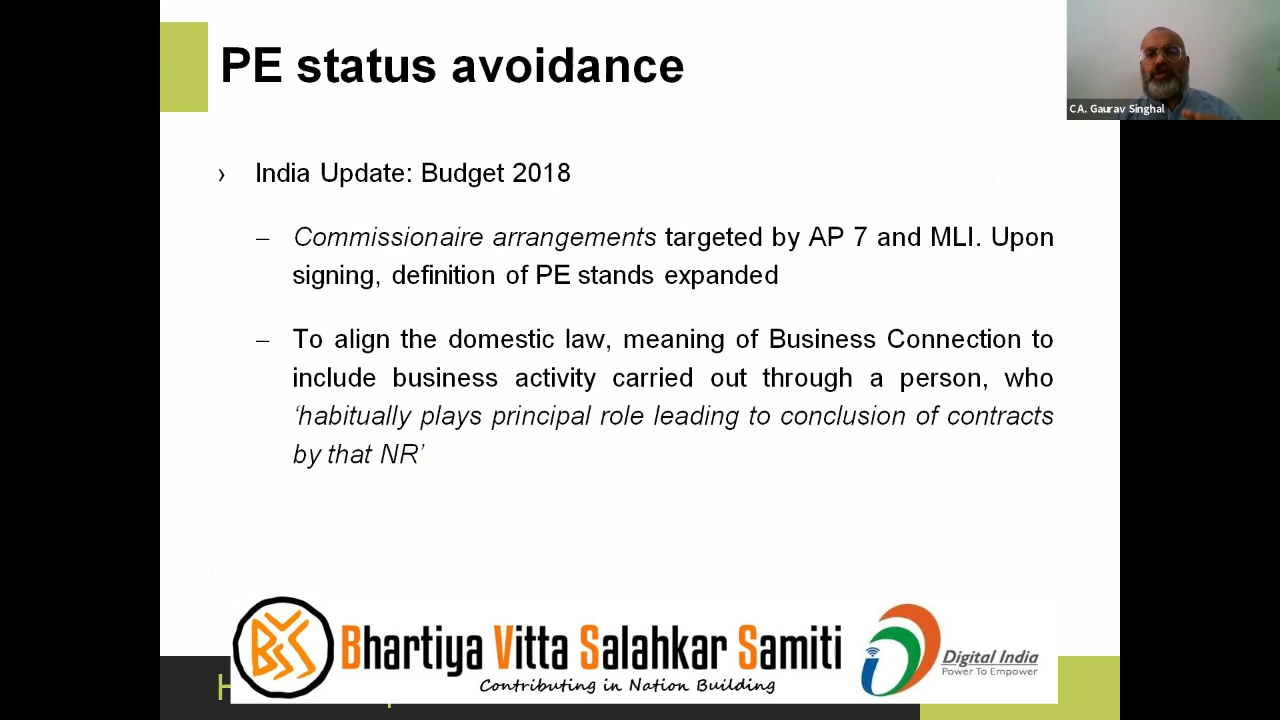 PE status avoidance
CA. Gaurav Singhal
› India Update: Budget 2018
– Commissionaire arrangements targeted by AP 7 and MLI. Upon
signing, definition of PE stands expanded
– To align the domestic law, meaning of Business Connection to
include business activity carried out through a person, who
‘habitually plays principal role leading to conclusion of contracts
by that NR’
BVSS
Bhartiya Vitta Salahkar Samiti
Contributing in Nation Building
Digital India
Power To Empower